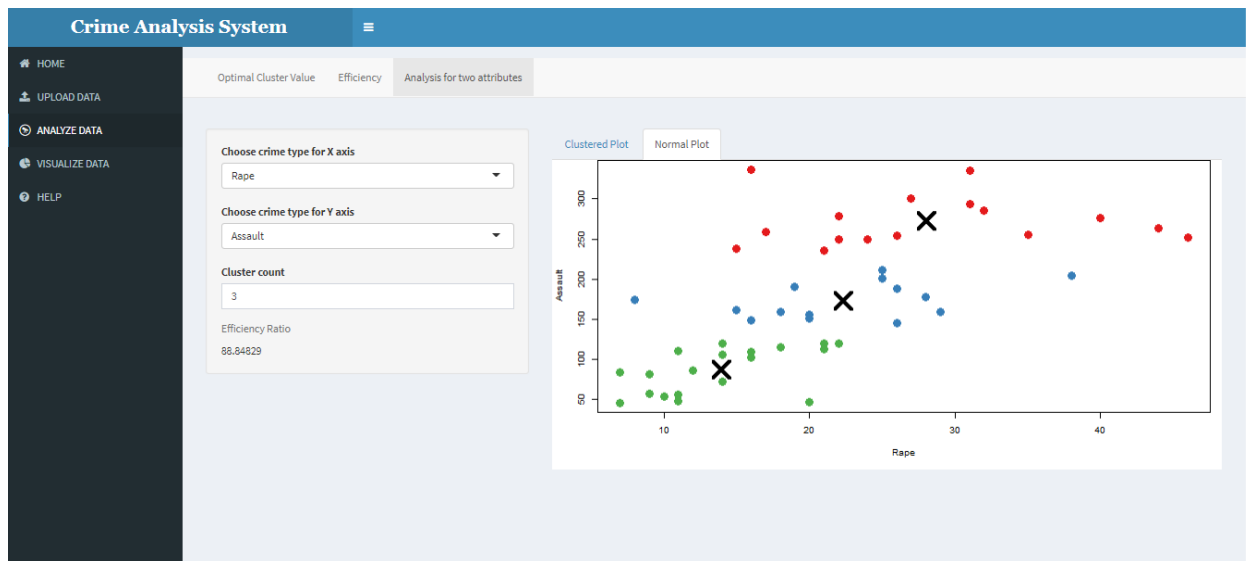 Crime Analysis System
HOME
UPLOAD DATA
ANALYZE DATA
VISUALIZE DATA
HELP
Optimal Cluster Value Efficiency Analysis for two attributes
Choose crime type for X axis
Rape
Choose crime type for Y axis
Assault
Cluster count
3
Efficiency Ratio
88.84829
Clustered Plot Normal Plot
Assault
300
250
200
150
100
50
10 20 30 40
Rape